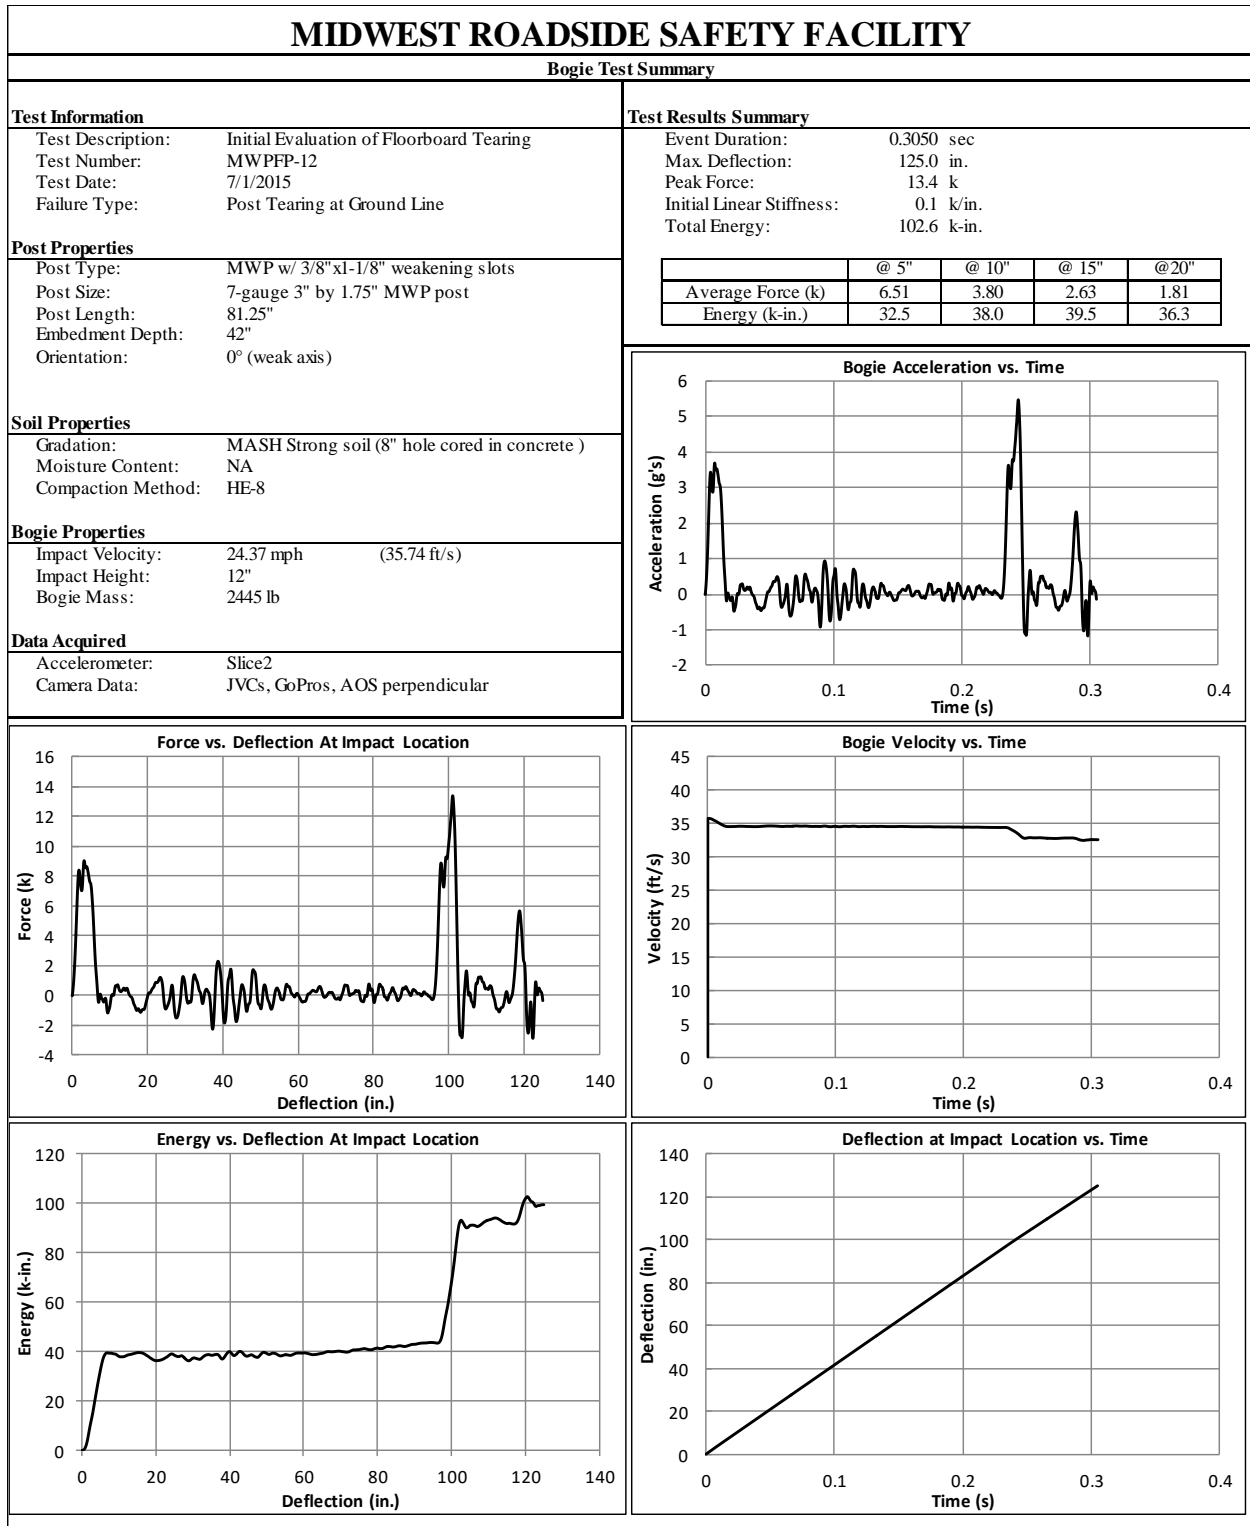 MIDWEST ROADSIDE SAFETY FACILITY
Bogie Test Summary
Test Information
Test Description: Initial Evaluation of Floorboard Tearing
Test Number: MWPFP-12
Test Date: 7/1/2015
Failure Type: Post Tearing at Ground Line
Post Properties
Post Type: MWP w/ 3/8"x1-1/8" weakening slots
Post Size: 7-gauge 3" by 1.75" MWP post
Post Length: 81.25"
Embedment Depth: 42"
Orientation: 0° (weak axis)
Soil Properties
Gradation: MASH Strong soil (8" hole cored in concrete )
Moisture Content: NA
Compaction Method: HE-8
Bogie Properties
Impact Velocity: 24.37 mph (35.74 ft/s)
Impact Height: 12"
Bogie Mass: 2445 lb
Data Acquired
Accelerometer: Slice2
Camera Data: JVCs, GoPros, AOS perpendicular
Test Results Summary
Event Duration: 0.3050 sec
Max. Deflection: 125.0 in.
Peak Force: 13.4 k
Initial Linear Stiffness: 0.1 k/in.
Total Energy: 102.6 k-in.
@ 5" @ 10" @ 15" @20"
Average Force (k) 6.51 3.80 2.63 1.81
Energy (k-in.) 32.5 38.0 39.5 36.3
Bogie Acceleration vs. Time
Acceleration (g's)
6
5
4
3
2
1
0
-1
-2
0 0.1 0.2 0.3 0.4
Time (s)
Force vs. Deflection At Impact Location
Force (k)
16
14
12
10
8
6
4
2
0
-2
-4
0 20 40 60 80 100 120 140
Deflection (in.)
Bogie Velocity vs. Time
Velocity (ft/s)
45
40
35
30
25
20
15
10
5
0
0 0.1 0.2 0.3 0.4
Time (s)
Energy vs. Deflection At Impact Location
Energy (k-in.)
120
100
80
60
40
20
0
0 20 40 60 80 100 120 140
Deflection (in.)
Deflection at Impact Location vs. Time
Deflection (in.)
140
120
100
80
60
40
20
0
0 0.1 0.2 0.3 0.4
Time (s)